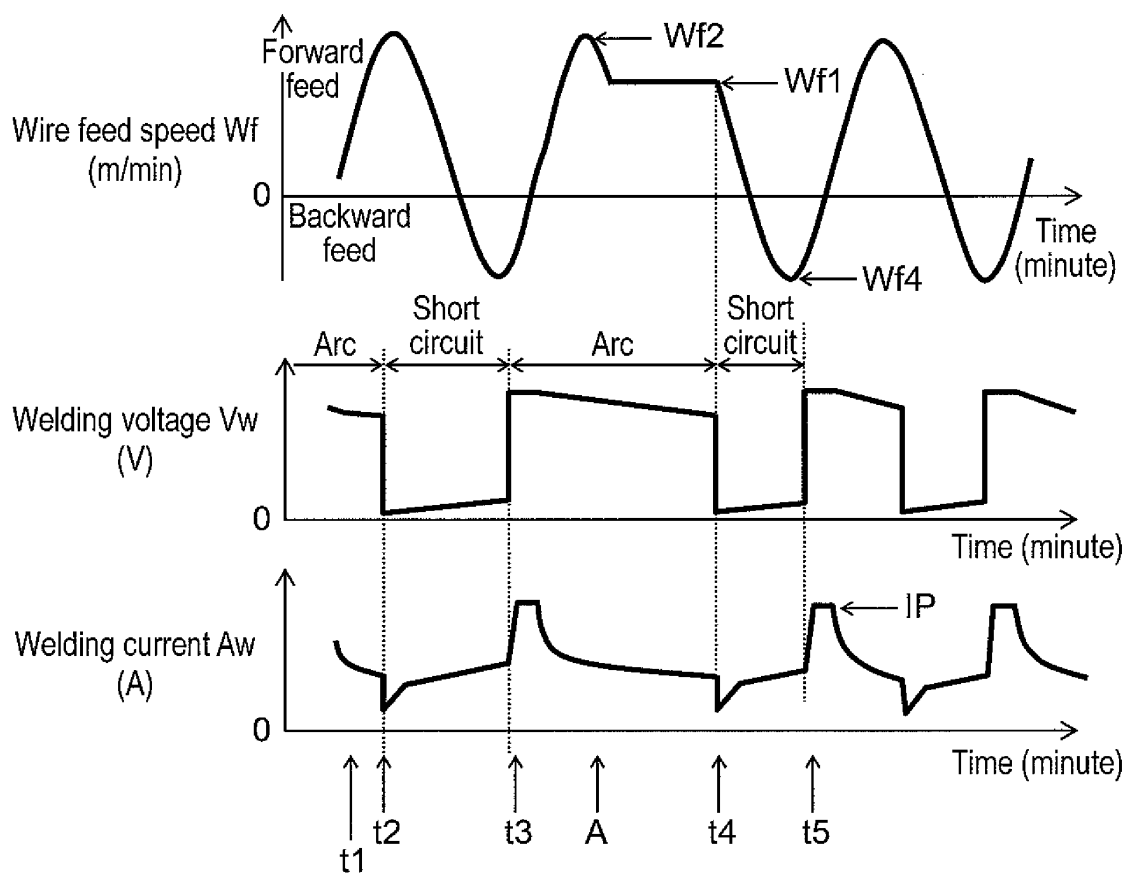 Forward
feed
Wf2
Wf1
Wire feed speed Wf
(m/min)
0
Backward
feed
Time
(minute)
Wf4
Short
circuit
Short
circuit
Arc
Arc
Welding voltage Vw
(V)
0
Time (minute)
IP
Welding current Aw
(A)
0
Time (minute)
t1
t2
t3
A
t4
t5